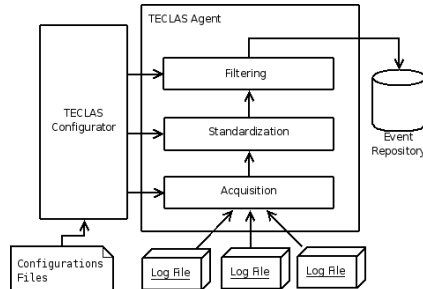 TECLAS Agent
Filtering
TECLAS
Configurator
Standardization
Event
Repository
Acquisition
Configurations
Files
Log File
Log File
Log File